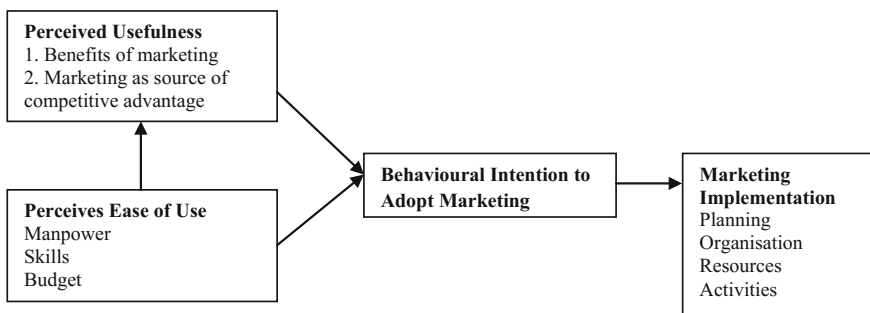 Perceived Usefulness
1. Benefits of marketing
2. Marketing as source of
competitive advantage
Perceives Ease of Use
Manpower
Skills
Budget
Behavioural Intention to
Adopt Marketing
Marketing
Implementation
Planning
Organisation
Resources
Activities